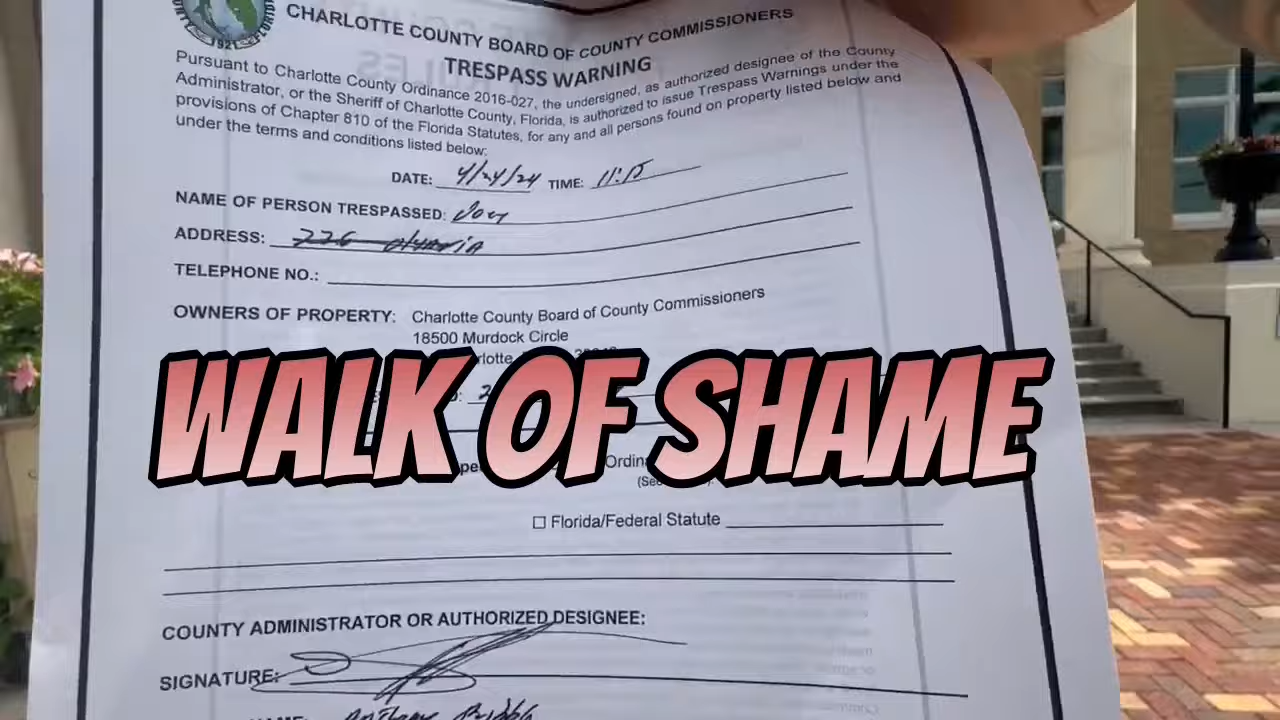 CHARLOTTE COUNTY BOARD OF COUNTY COMMISSIONERS
1921
TRESPASS WARNING
Pursuant to Charlotte County Ordinance 2016-027, the undersigned, as authorized designee of the County
Administrator, or the Sheriff of Charlotte County, Florida, is authorized to issue Trespass Warnings under the
provisions of Chapter 810 of the Florida Statutes, for any and all persons found on property listed below and
under the terms and conditions listed below:
DATE: 4/24/24 TIME: 11:15
NAME OF PERSON TRESPASSED: Joey
ADDRESS: 226 Olympia
TELEPHONE NO.:
OWNERS OF PROPERTY: Charlotte County Board of County Commissioners
18500 Murdock Circle
WALK OF SHAME
☐ Florida/Federal Statute
COUNTY ADMINISTRATOR OR AUTHORIZED DESIGNEE:
SIGNATURE: